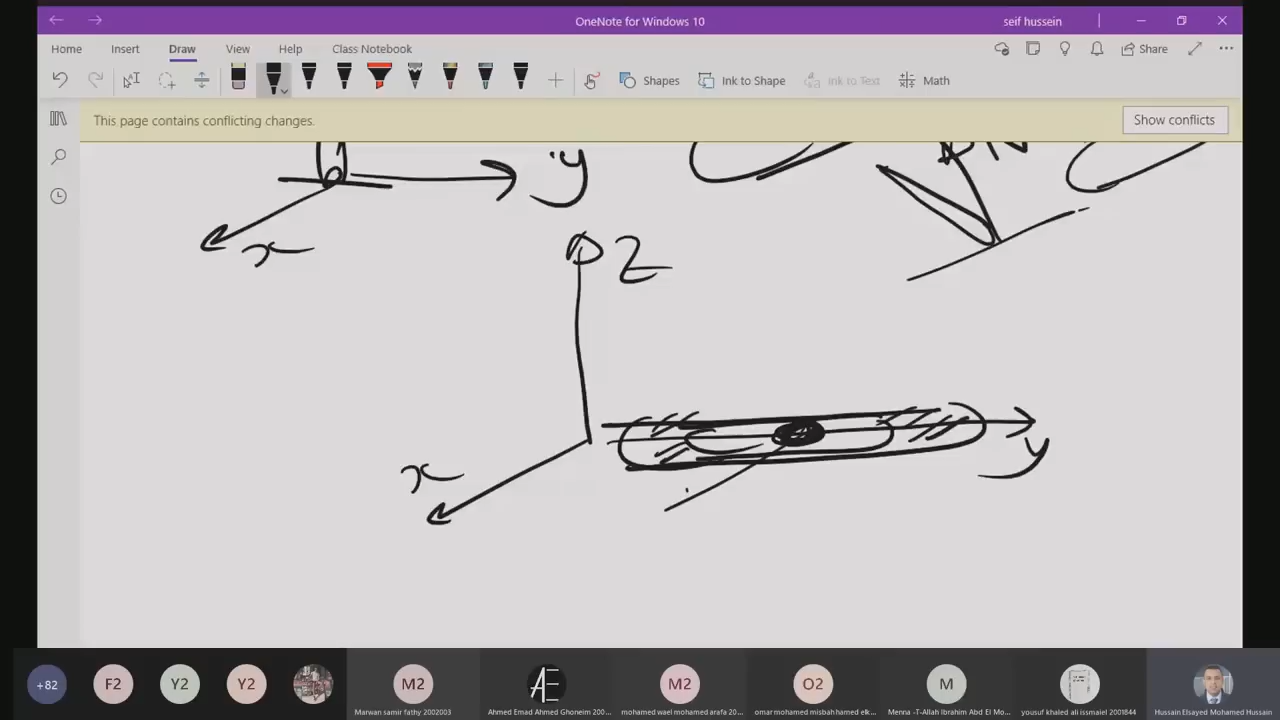 OneNote for Windows 10
seif hussein
Home Insert Draw View Help Class Notebook
Share
Shapes Ink to Shape Ink to Text Math
This page contains conflicting changes.
Show conflicts
y
x
Z
x
y
+82 F2 Y2 Y2 M2 AE M2 O2 M
Marwan samir fathy 2002003
Ahmed Emad Ahmed Ghoneim 200...
mohamed wael mohamed arafa 20...
omar mohamed misbah hamed elk...
Menna -T-Allah Ibrahim Abd El Mo...
yousuf khaled ali issmaiel 2001844
Hussain Elsayed Mohamed Hussain